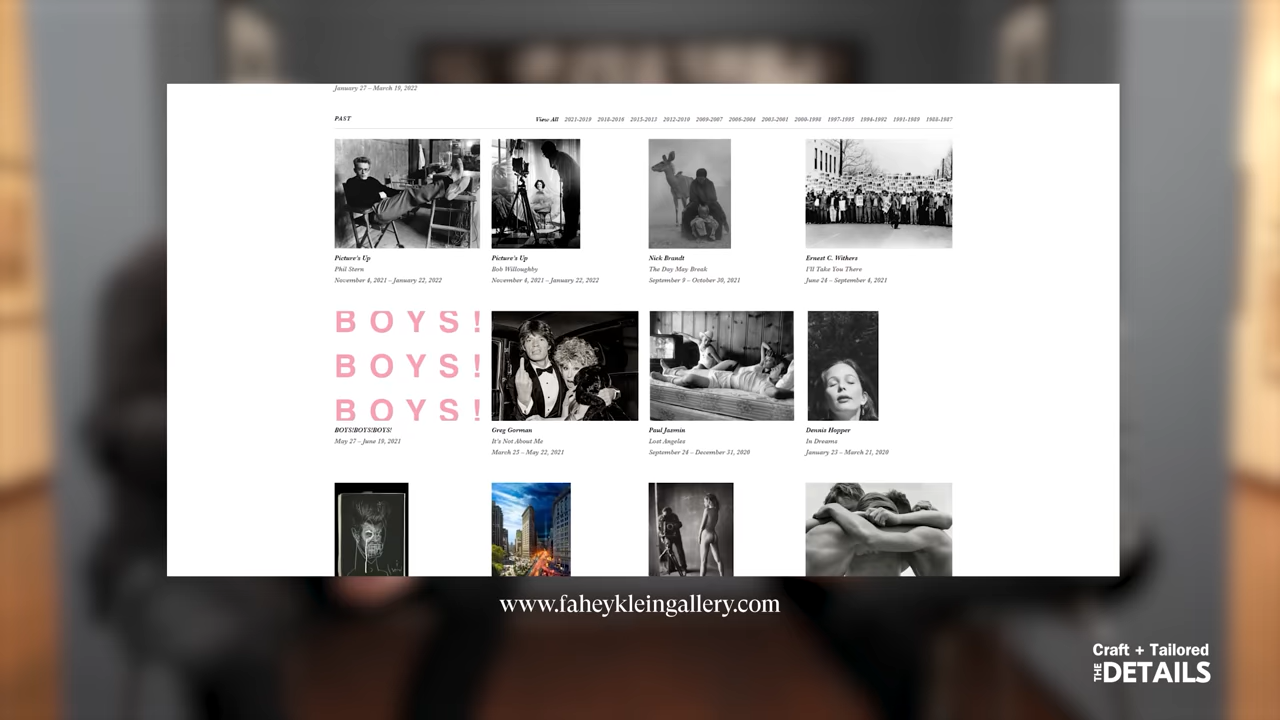 January 27 – March 19, 2022
PAST
View All 2021-2019 2018-2016 2015-2013 2012-2010 2009-2007 2006-2004 2003-2001 2000-1998 1997-1995 1994-1992 1991-1989 1988-1987
Picture's Up
Phil Stern
November 4, 2021 – January 22, 2022
Picture's Up
Bob Willoughby
November 4, 2021 – January 22, 2022
Nick Brandt
The Day May Break
September 9 – October 30, 2021
Ernest C. Withers
I'll Take You There
June 24 – September 4, 2021
BOYS!
BOYS!
BOYS!
BOYS!BOYS!BOYS!
May 27 – June 19, 2021
Greg Gorman
It's Not About Me
March 25 – May 22, 2021
Paul Jasmin
Lost Angeles
September 24 – December 31, 2020
Dennis Hopper
In Dreams
January 23 – March 21, 2020
www.faheykleingallery.com
Craft + Tailored
THE DETAILS